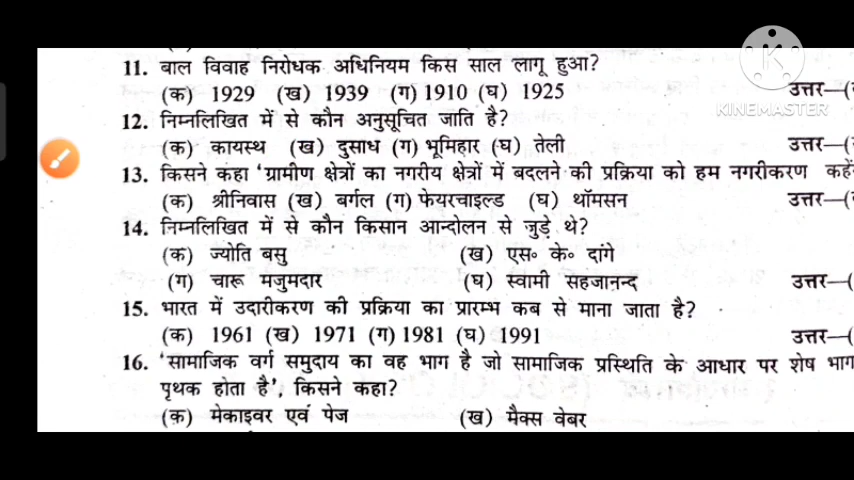 11. बाल विवाह निरोधक अधिनियम किस साल लागू हुआ?
(क) 1929 (ख) 1939 (ग) 1910 (घ) 1925 उत्तर—(
12. निम्नलिखित में से कौन अनुसूचित जाति है?
(क) कायस्थ (ख) दुसाध (ग) भूमिहार (घ) तेली उत्तर—(
13. किसने कहा 'ग्रामीण क्षेत्रों का नगरीय क्षेत्रों में बदलने की प्रक्रिया को हम नगरीकरण कहें
(क) श्रीनिवास (ख) बर्गल (ग) फेयरचाइल्ड (घ) थॉमसन उत्तर—(
14. निम्नलिखित में से कौन किसान आन्दोलन से जुड़े थे?
(क) ज्योति बसु (ख) एस॰ के॰ दांगे
(ग) चारू मजुमदार (घ) स्वामी सहजानन्द उत्तर—(
15. भारत में उदारीकरण की प्रक्रिया का प्रारम्भ कब से माना जाता है?
(क) 1961 (ख) 1971 (ग) 1981 (घ) 1991 उत्तर—(
16. 'सामाजिक वर्ग समुदाय का वह भाग है जो सामाजिक प्रस्थिति के आधार पर शेष भाग
पृथक होता है', किसने कहा?
(क) मेकाइवर एवं पेज (ख) मैक्स वेबर
KINEMASTER